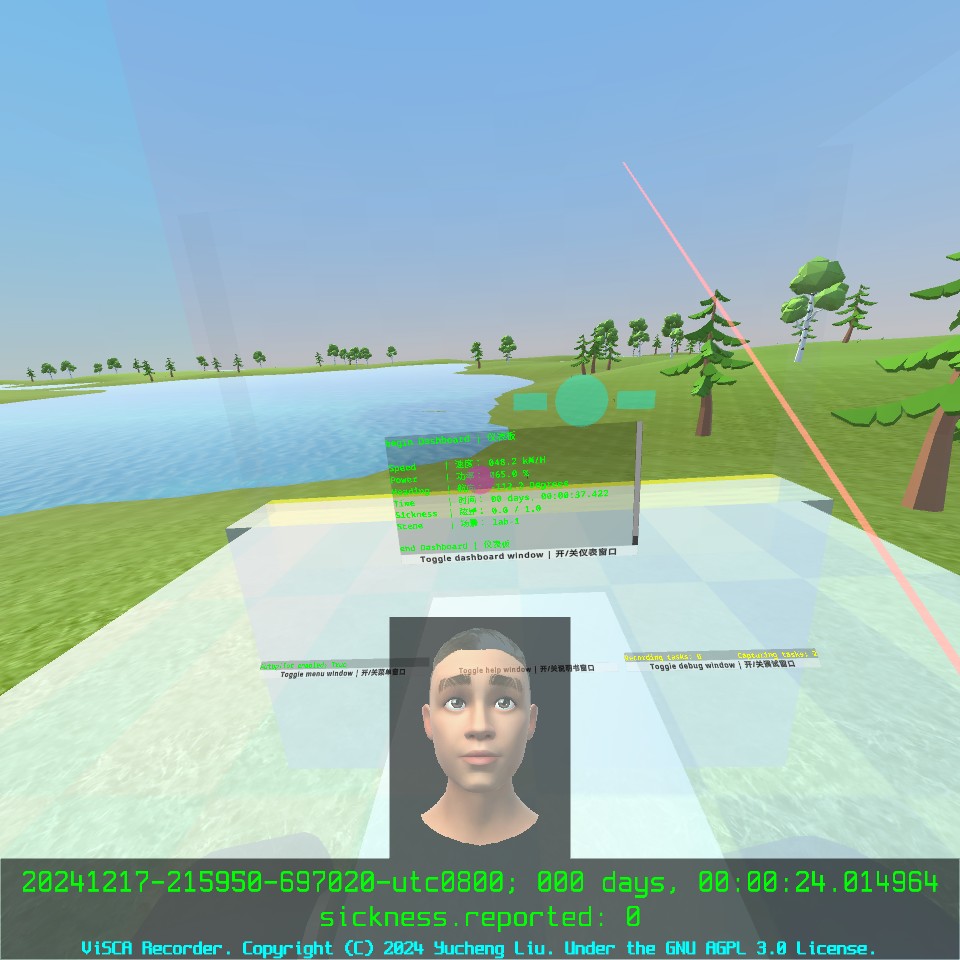 Begin Dashboard | 仪表板
Speed | 速度: 048.2 kM/H
Power | 功率: 065.0 %
Degrees
Time | 时间: 00 days, 00:00:37.422
Sickness | 眩晕: 0.0 / 1.0
Scene | 场景: lab-1
end Dashboard | 仪表板
Toggle dashboard window | 开/关仪表窗口
enabled: True
Toggle menu window | 开/关菜单窗口
Toggle help window | 开/关说明书窗口
Recording tasks: 0 Capturing tasks: 2
Toggle debug window | 开/关调试窗口
20241217-215950-697020-utc0800; 000 days, 00:00:24.014964
sickness.reported: 0
ViSCA Recorder. Copyright (C) 2024 Yucheng Liu. Under the GNU AGPL 3.0 License.